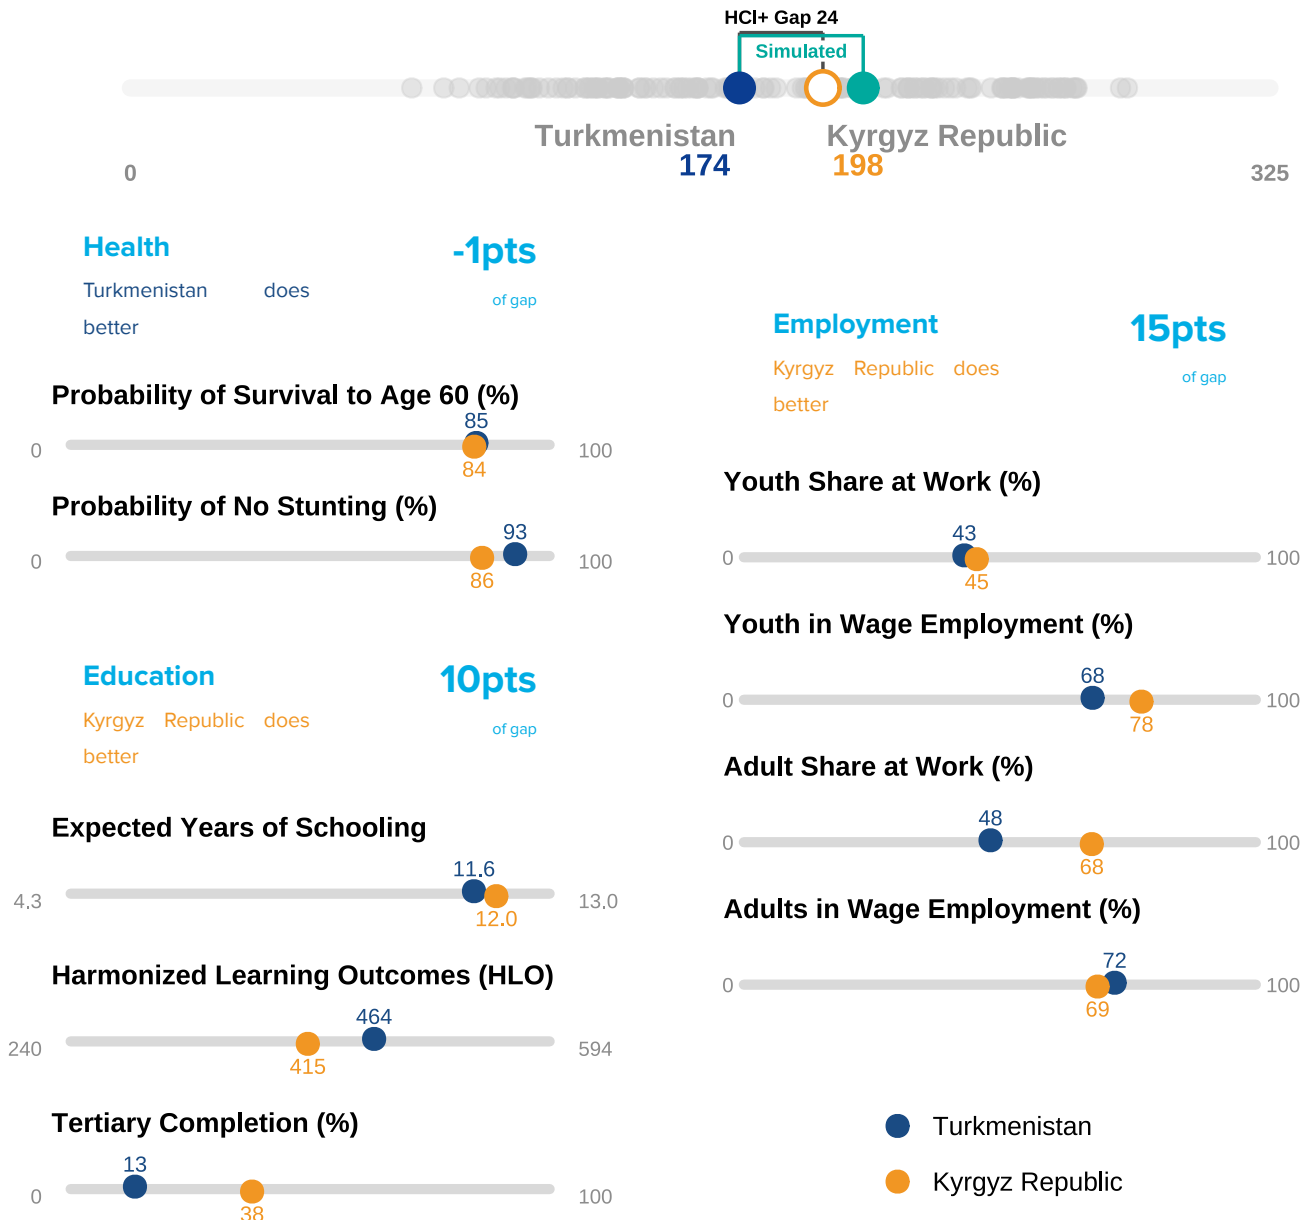 HCI+ Gap 24
Simulated
Turkmenistan
Kyrgyz Republic
174
198
0
325
Health
-1pts
Turkmenistan does
better
of gap
Probability of Survival to Age 60 (%)
85
0
100
84
Probability of No Stunting (%)
93
0
100
86
Education
10pts
Kyrgyz Republic does
better
of gap
Expected Years of Schooling
11.6
4.3
13.0
12.0
Harmonized Learning Outcomes (HLO)
464
240
594
415
Tertiary Completion (%)
13
0
100
38
Employment
15pts
Kyrgyz Republic does
better
of gap
Youth Share at Work (%)
43
0
100
45
Youth in Wage Employment (%)
68
0
100
78
Adult Share at Work (%)
48
0
100
68
Adults in Wage Employment (%)
72
0
100
69
Turkmenistan
Kyrgyz Republic